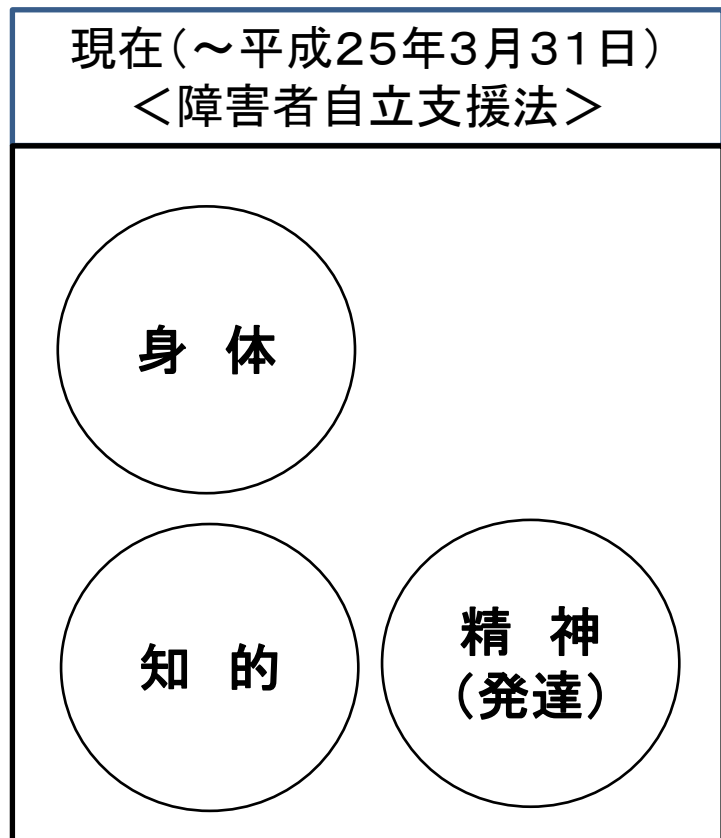 現在(～平成25年3月31日)
＜障害者自立支援法＞
身 体
知 的
精 神
(発達)